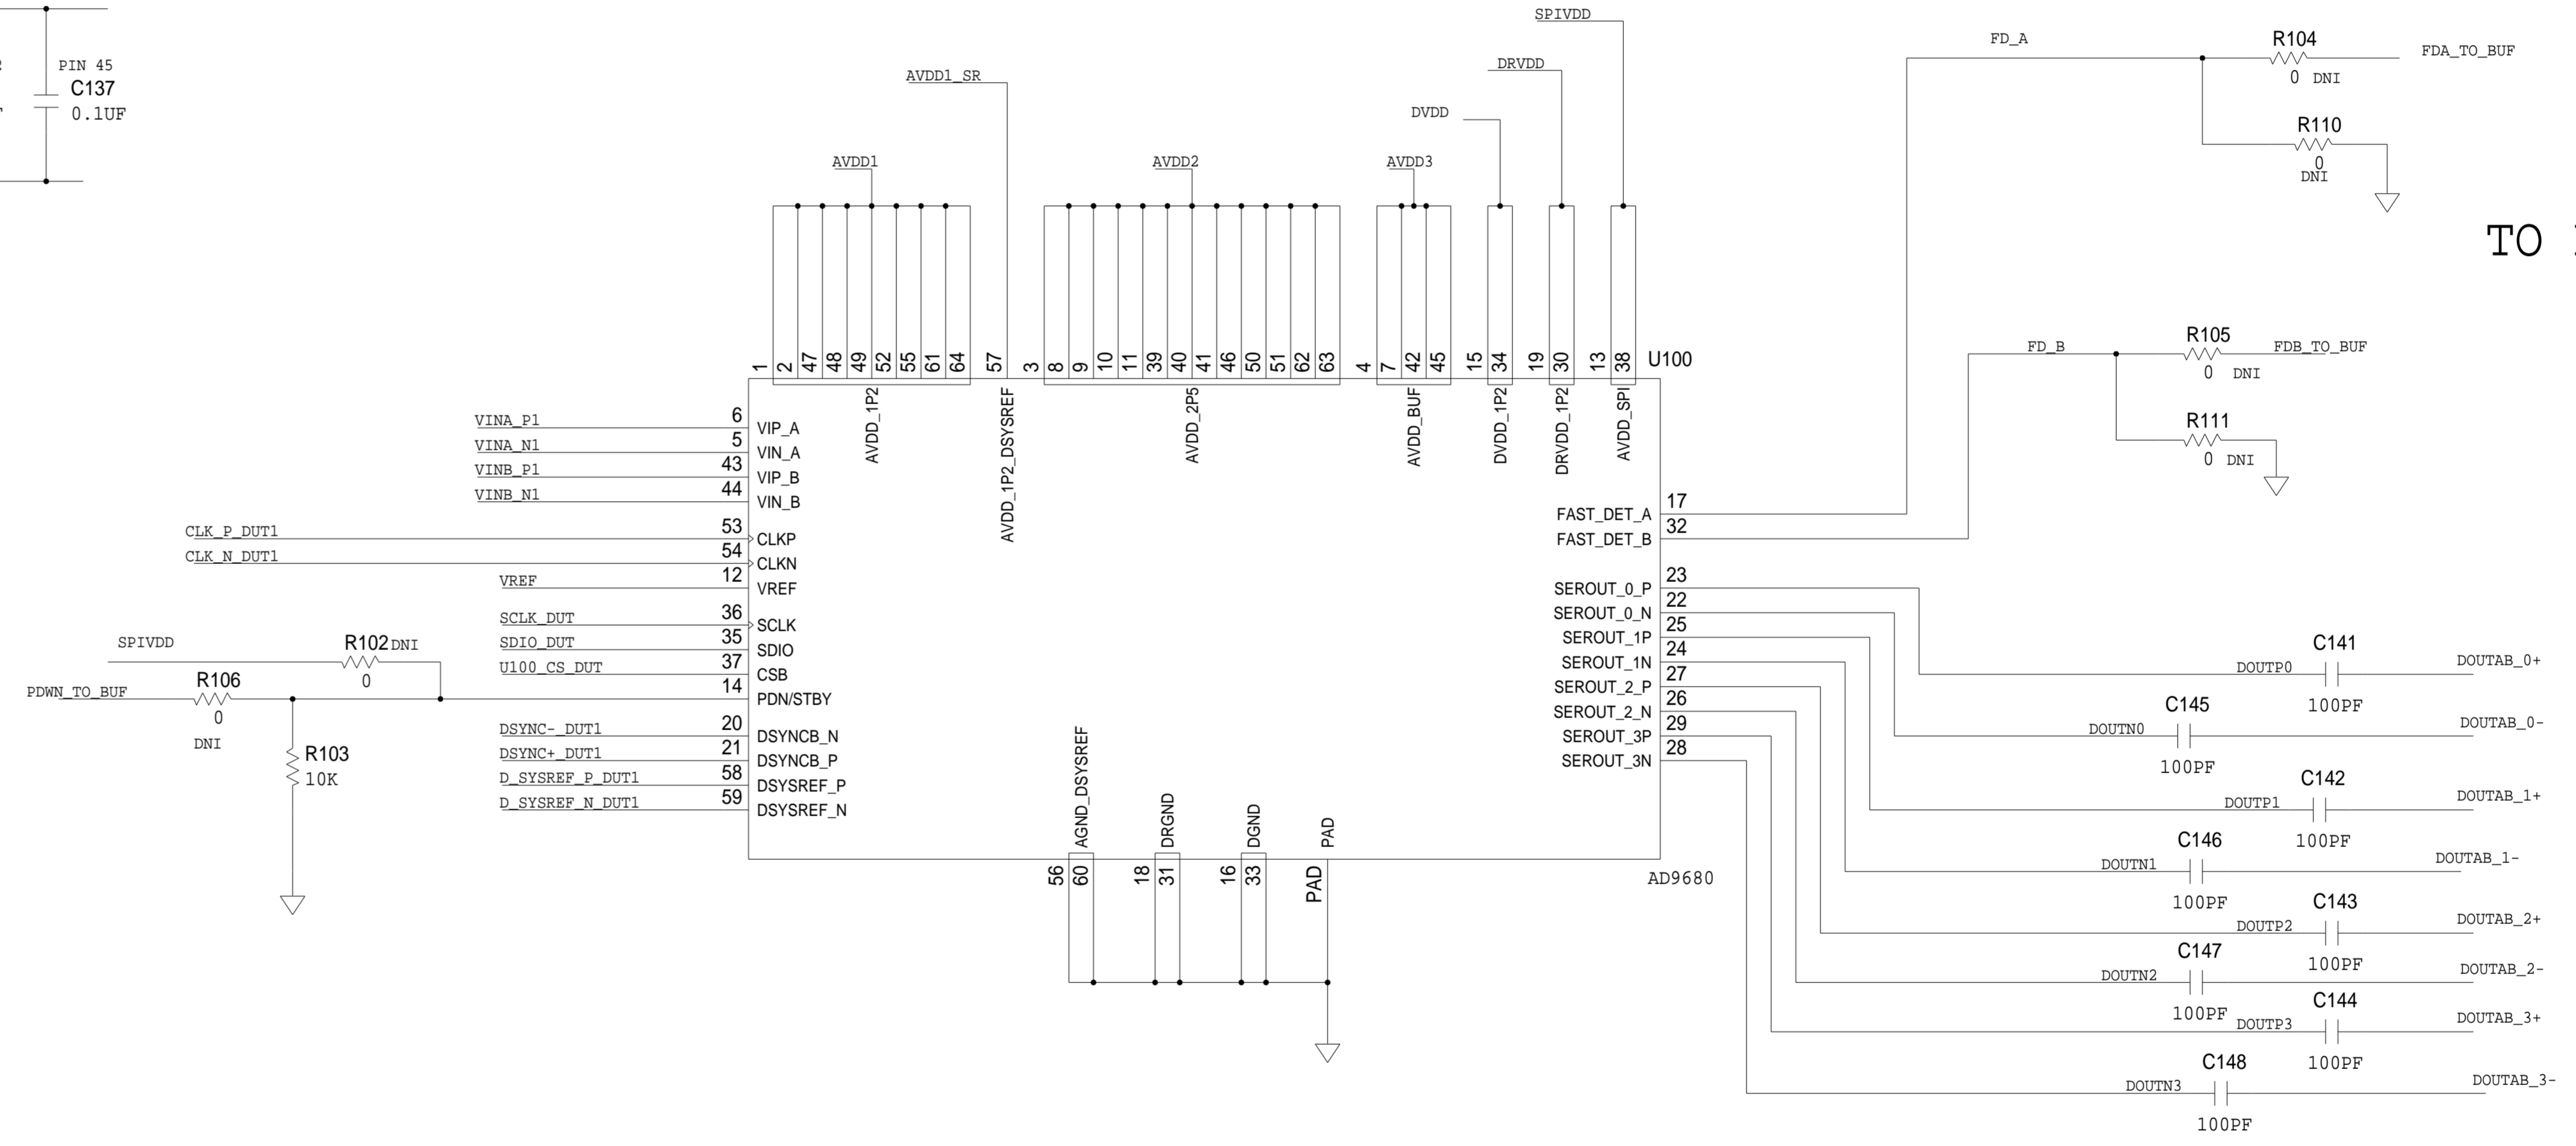 PIN 45
C137
0.1UF
SPIVDD
AVDD1_SR
DRVDD
DVDD
AVDD1
AVDD2
AVDD3
FD_A
R104
0 DNI
FDA_TO_BUF
R110
0
DNI
TO
FD_B
R105
0 DNI
FDB_TO_BUF
R111
0 DNI
1 2 47 48 49 52 55 61 64
57
3 8 9 10 11 39 40 41 46 50 51 62 63
4 7 42 45
15 34
19 30
13 38
U100
AVDD_1P2
AVDD_1P2_DSYSREF
AVDD_2P5
AVDD_BUF
DVDD_1P2
DRVDD_1P2
AVDD_SPI
VINA_P1 6 VIP_A
VINA_N1 5 VIN_A
VINB_P1 43 VIP_B
VINB_N1 44 VIN_B
CLK_P_DUT1 53 CLKP
CLK_N_DUT1 54 CLKN
VREF 12 VREF
SCLK_DUT 36 SCLK
SDIO_DUT 35 SDIO
U100_CS_DUT 37 CSB
14 PDN/STBY
DSYNC-_DUT1 20 DSYNCB_N
DSYNC+_DUT1 21 DSYNCB_P
D_SYSREF_P_DUT1 58 DSYSREF_P
D_SYSREF_N_DUT1 59 DSYSREF_N
SPIVDD
R102 DNI
0
PDWN_TO_BUF
R106
0
DNI
R103
10K
FAST_DET_A 17
FAST_DET_B 32
SEROUT_0_P 23
SEROUT_0_N 22
SEROUT_1P 25
SEROUT_1N 24
SEROUT_2_P 27
SEROUT_2_N 26
SEROUT_3P 29
SEROUT_3N 28
AGND_DSYSREF
DRGND
DGND
PAD
56 60
18 31
16 33
PAD
AD9680
DOUTP0 C141 DOUTAB_0+
100PF
DOUTN0 C145 DOUTAB_0-
100PF
DOUTP1 C142 DOUTAB_1+
100PF
DOUTN1 C146 DOUTAB_1-
100PF
DOUTP2 C143 DOUTAB_2+
100PF
DOUTN2 C147 DOUTAB_2-
100PF
DOUTP3 C144 DOUTAB_3+
100PF
DOUTN3 C148 DOUTAB_3-
100PF